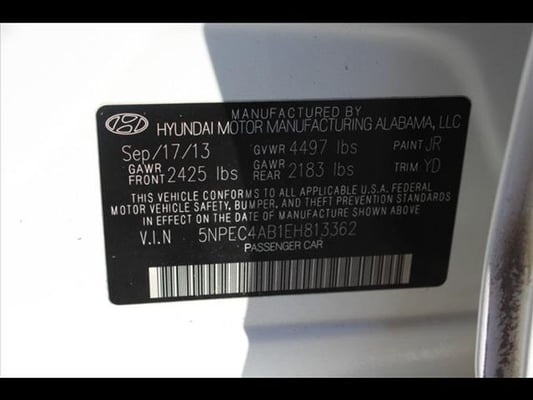 MANUFACTURED BY
HYUNDAI MOTOR MANUFACTURING ALABAMA, LLC
Sep/17/13 GVWR 4497 lbs PAINT JR
GAWR FRONT 2425 lbs GAWR REAR 2183 lbs TRIM YD
THIS VEHICLE CONFORMS TO ALL APPLICABLE U.S.A. FEDERAL
MOTOR VEHICLE SAFETY, BUMPER, AND THEFT PREVENTION STANDARDS
IN EFFECT ON THE DATE OF MANUFACTURE SHOWN ABOVE.
V.I.N 5NPEC4AB1EH813362
PASSENGER CAR